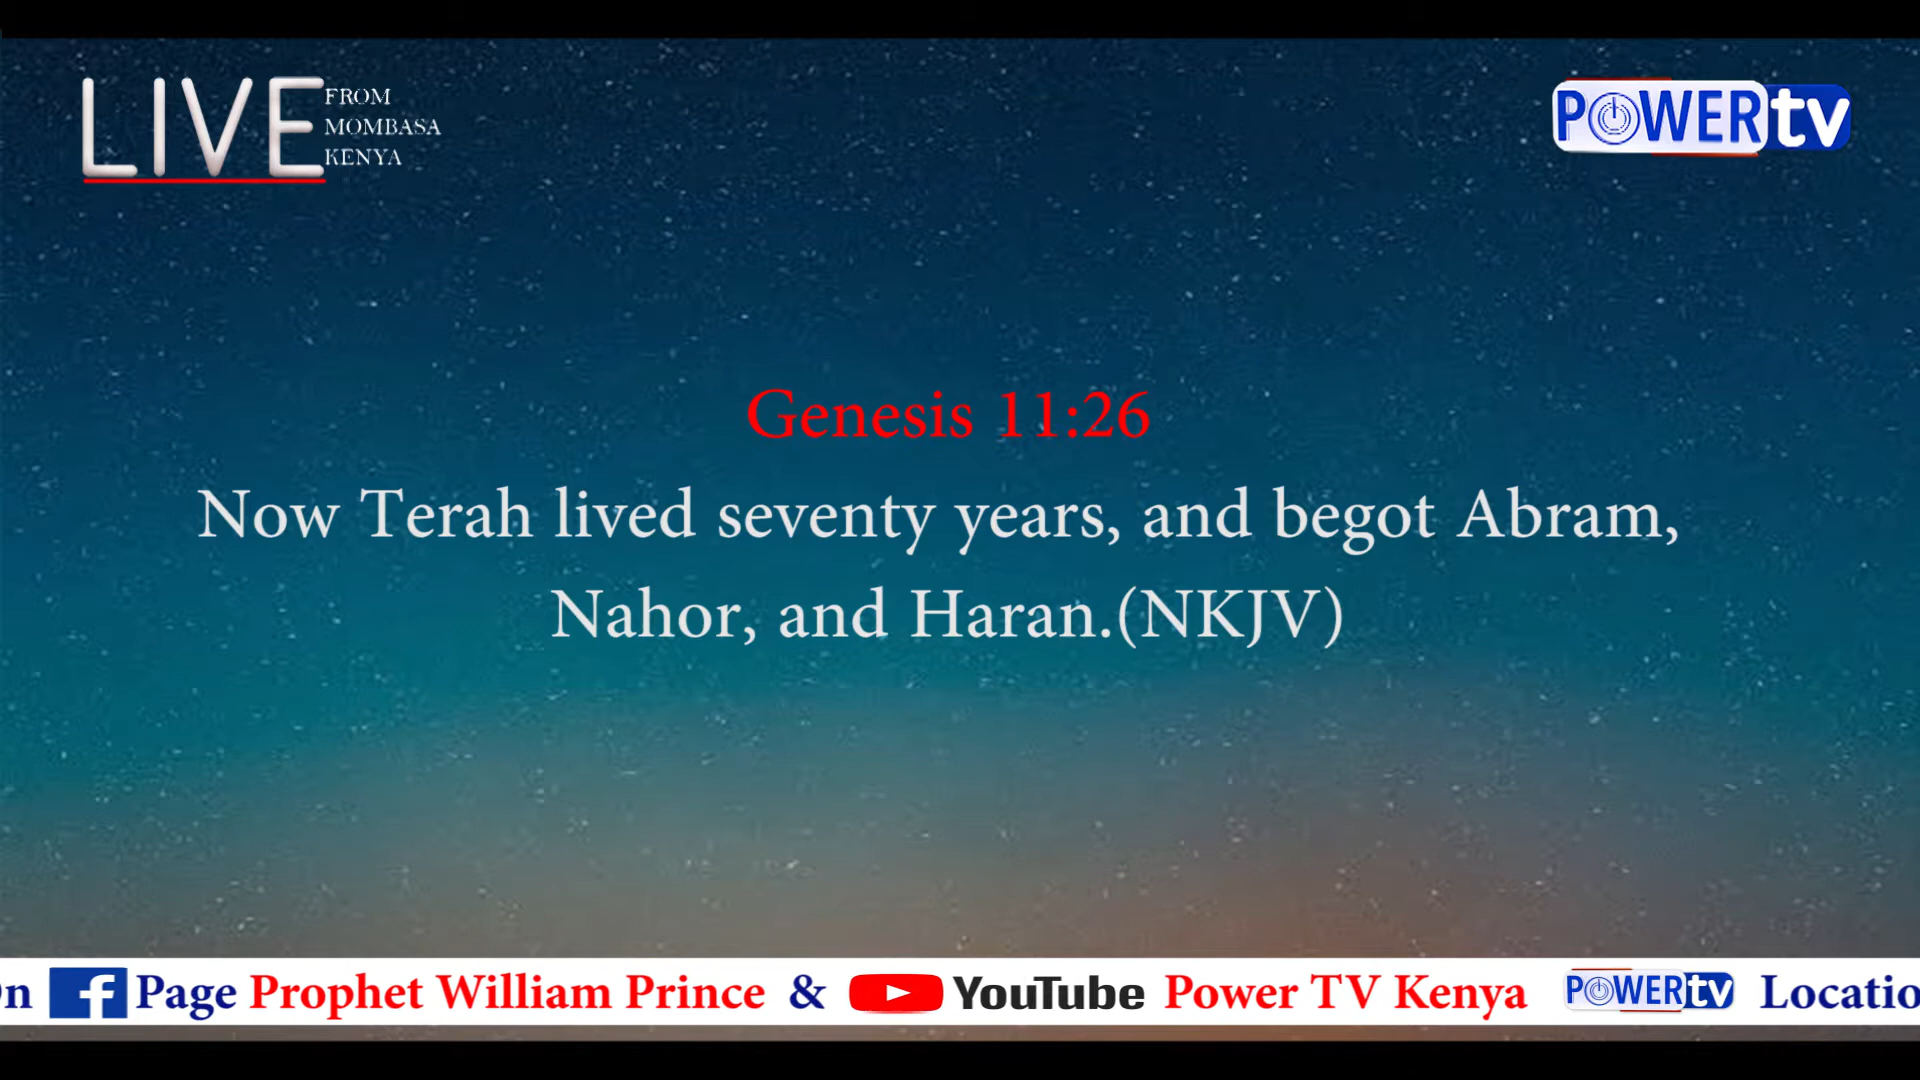 LIVE
FROM
MOMBASA
KENYA
POWERtv
Genesis 11:26
Now Terah lived seventy years, and begot Abram,
Nahor, and Haran.(NKJV)
n f Page Prophet William Prince & YouTube Power TV Kenya POWERtv Locatio